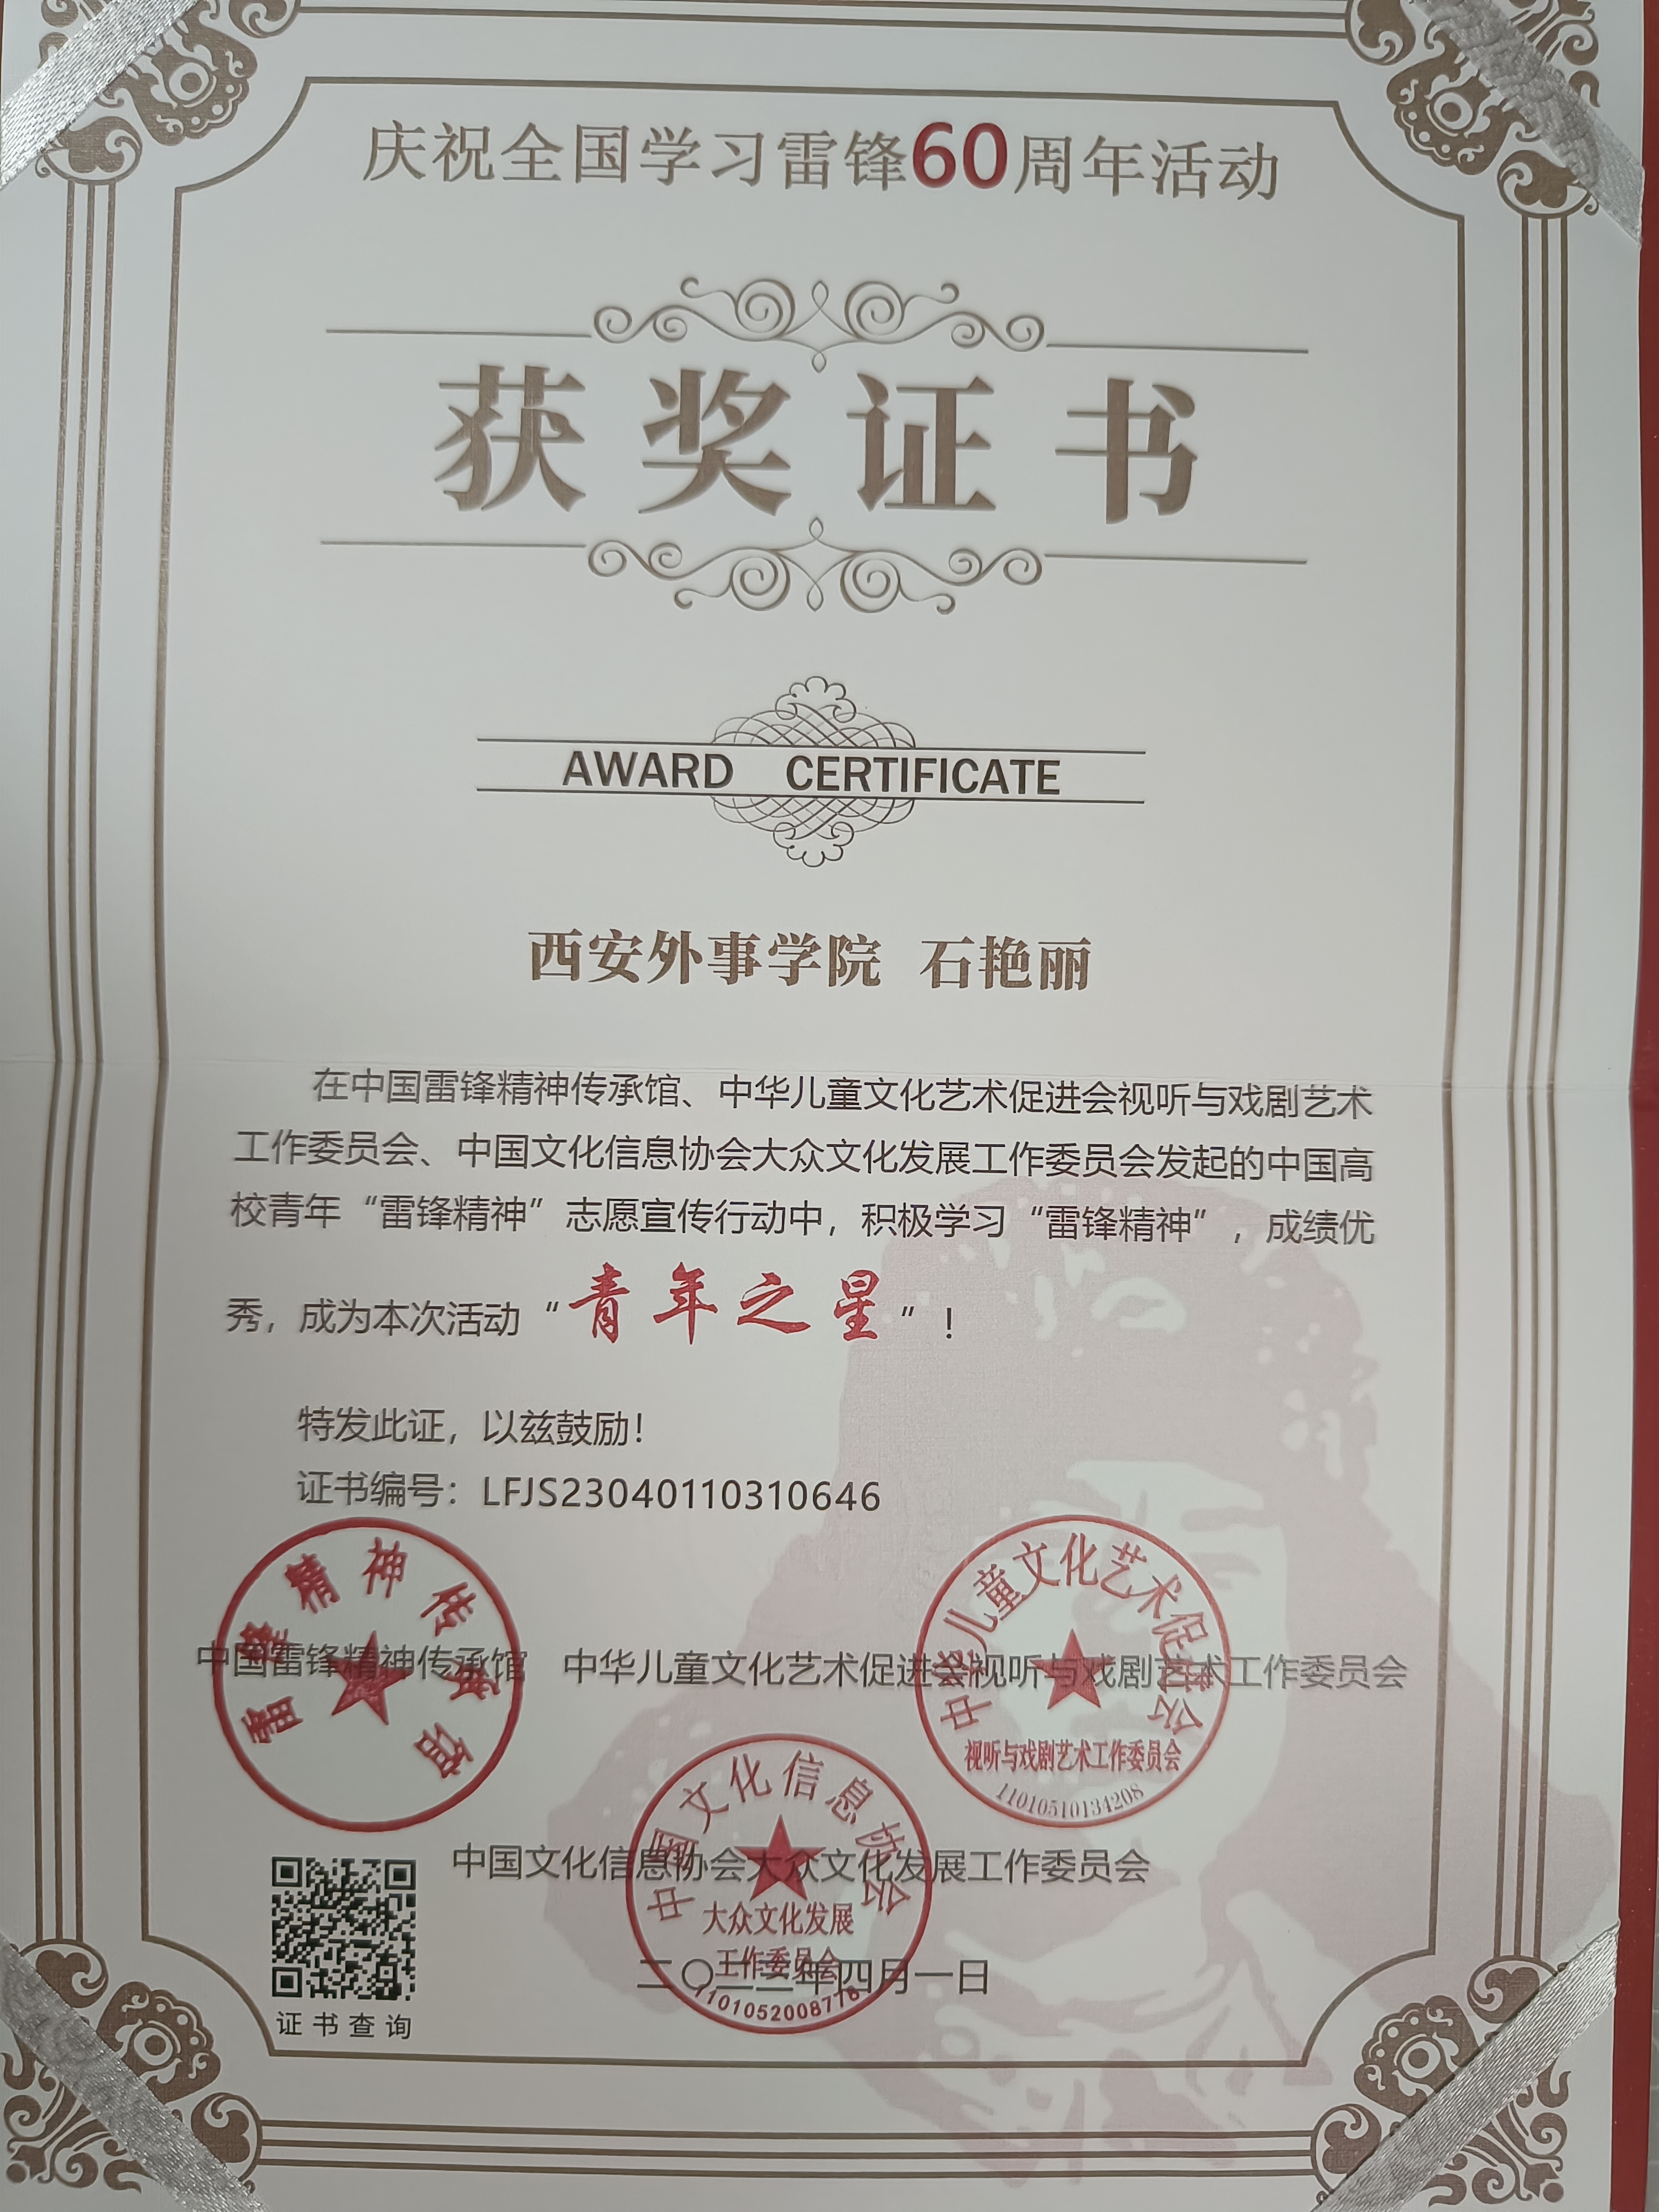 庆祝全国学习雷锋60周年活动
获奖证书
AWARD CERTIFICATE
西安外事学院 石艳丽
在中国雷锋精神传承馆、中华儿童文化艺术促进会视听与戏剧艺术
工作委员会、中国文化信息协会大众文化发展工作委员会发起的中国高
校青年“雷锋精神”志愿宣传行动中，积极学习“雷锋精神”，成绩优
秀，成为本次活动“青年之星”！
特发此证，以兹鼓励！
证书编号：LFJS23040110310646
雷锋精神传承馆
中国雷锋精神传承馆 中华儿童文化艺术促进会视听与戏剧艺术工作委员会
中华儿童文化艺术促进会
视听与戏剧艺术工作委员会
11010510134208
中国文化信息协会
中国文化信息协会大众文化发展工作委员会
大众文化发展
工作委员会
1101052008778
二〇二三年四月一日
证书查询